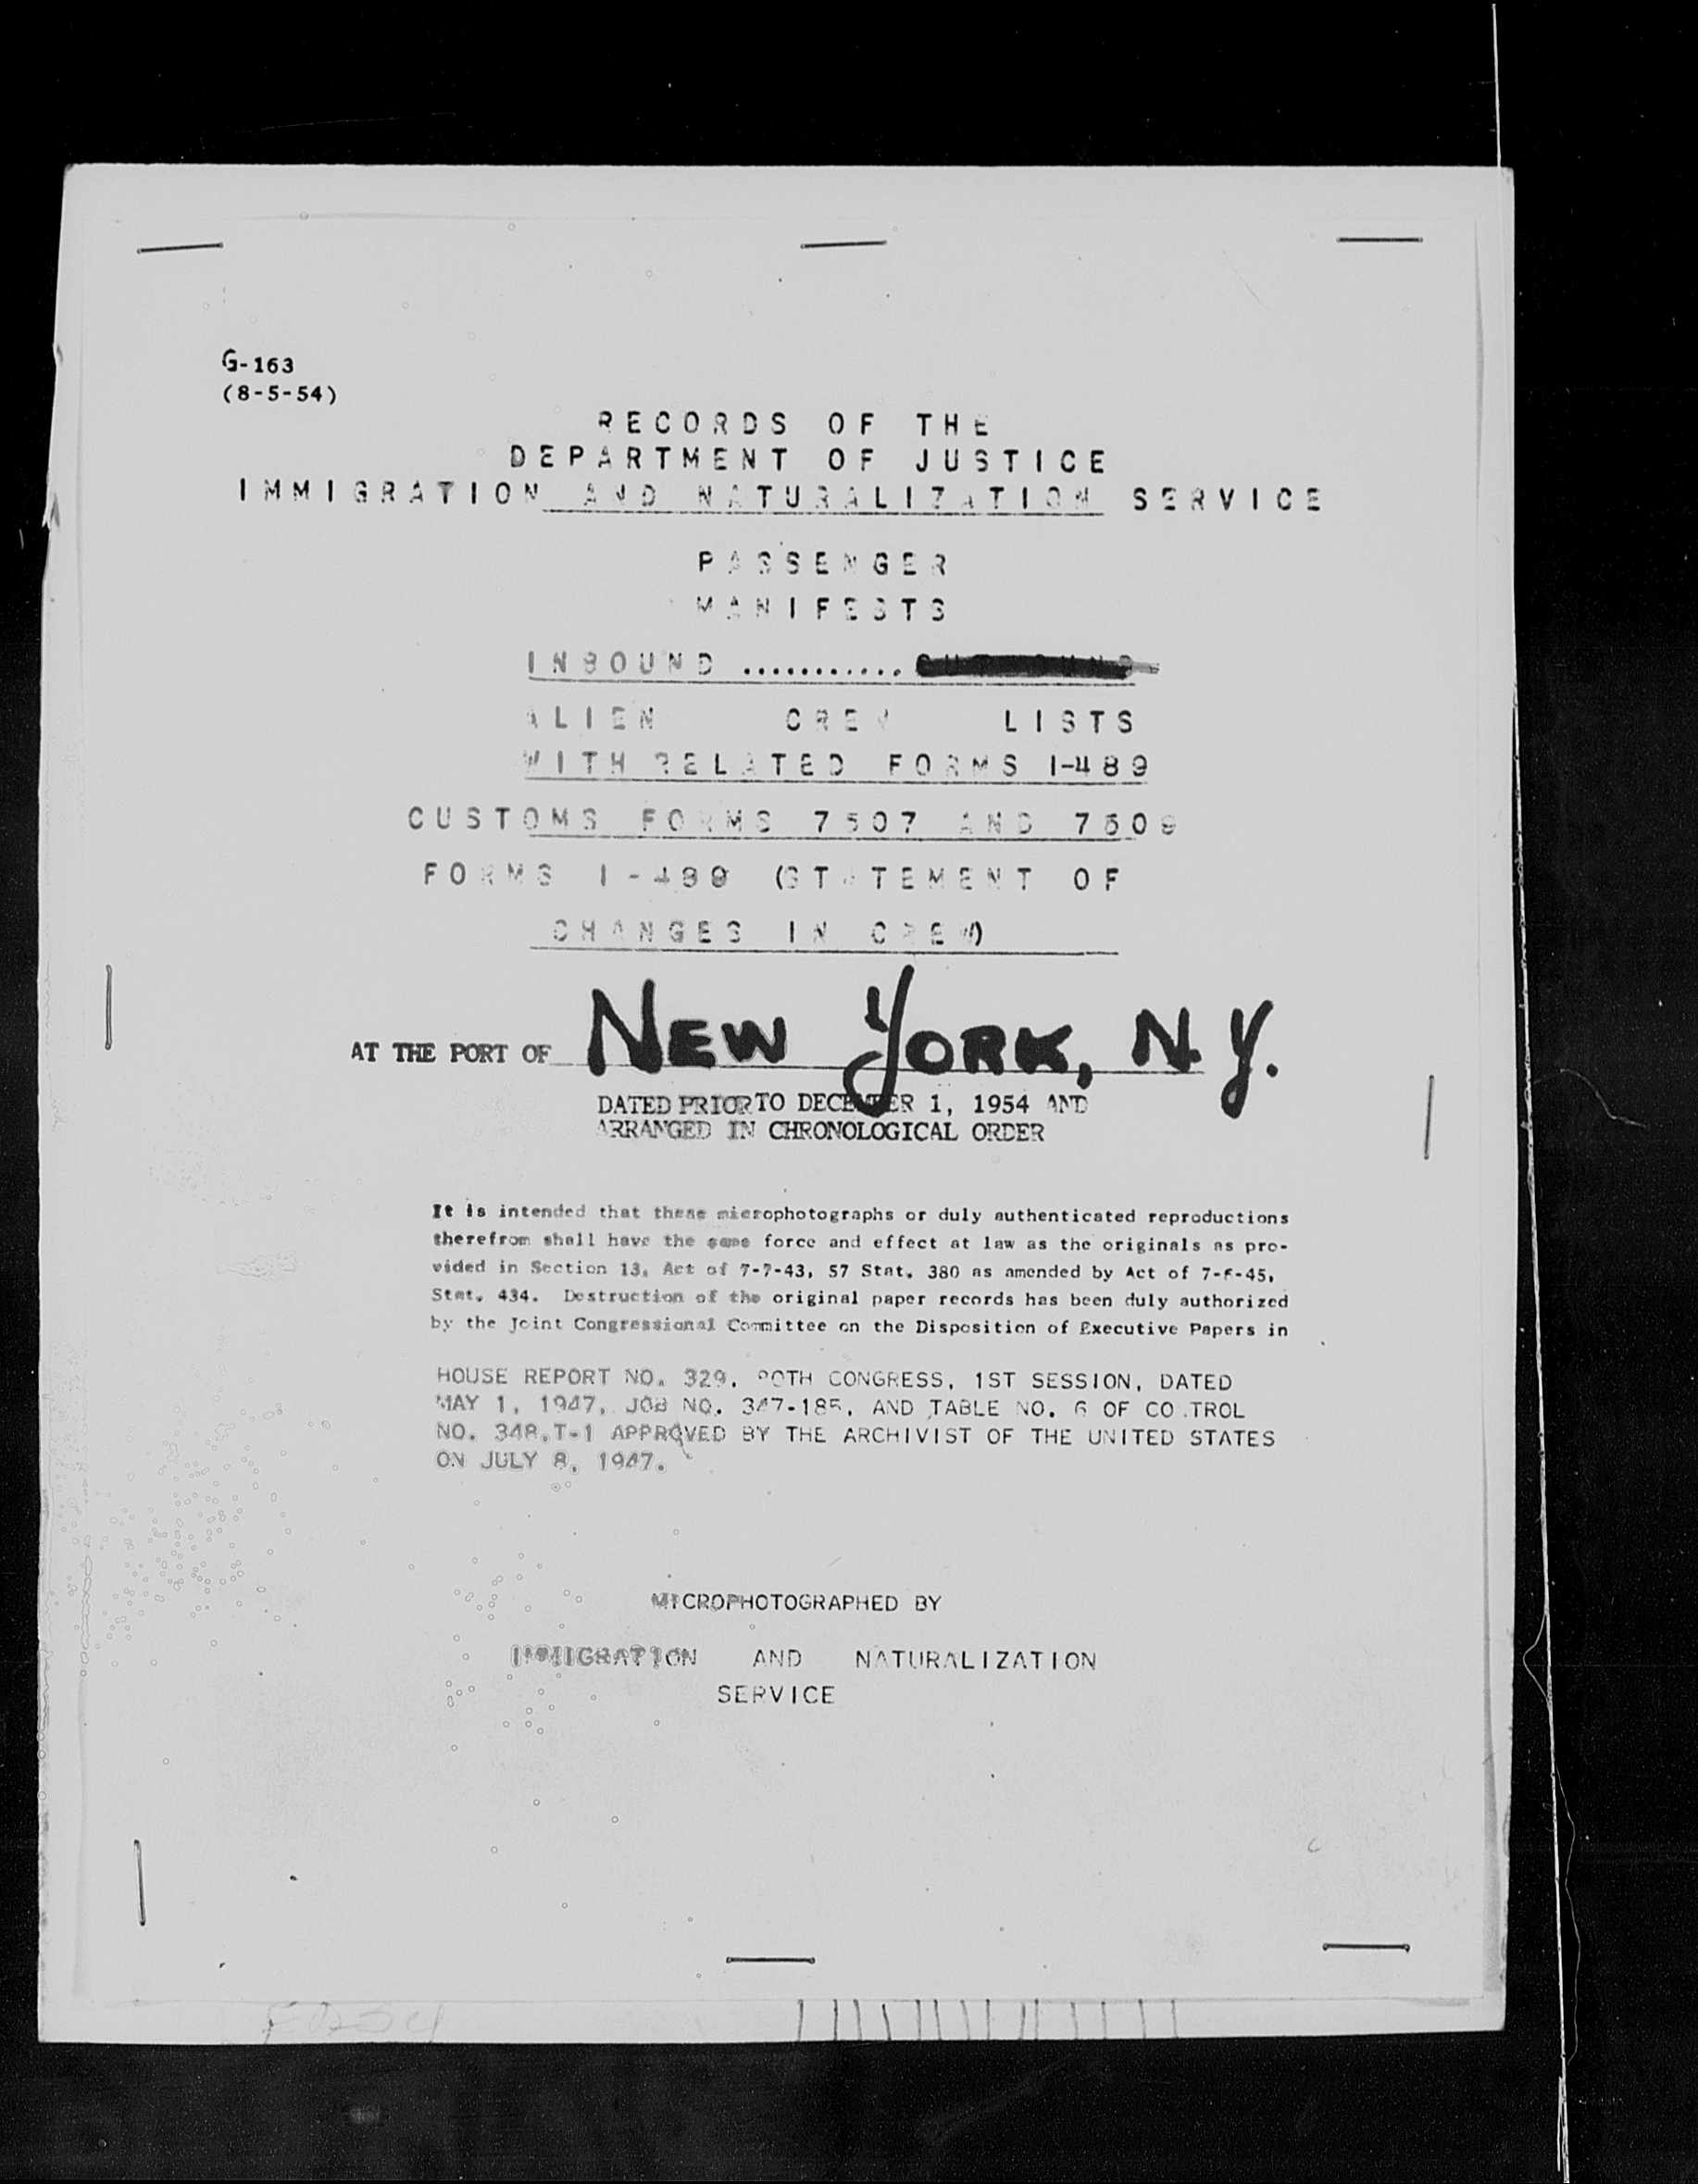 G-163
(8-5-54)
RECORDS OF THE
DEPARTMENT OF JUSTICE
IMMIGRATION AND NATURALIZATION SERVICE
PASSENGER
MANIFESTS
INBOUND ...........
ALIEN CREW LISTS
WITH RELATED FORMS I-489
CUSTOMS FORMS 7507 AND 7509
FORMS I-489 (STATEMENT OF
CHANGES IN CREW)
AT THE PORT OF NEW YORK, N.Y.
DATED PRIOR TO DECEMBER 1, 1954 AND
ARRANGED IN CHRONOLOGICAL ORDER
It is intended that these microphotographs or duly authenticated reproductions
therefrom shall have the same force and effect at law as the originals as pro-
vided in Section 13, Act of 7-7-43, 57 Stat. 380 as amended by Act of 7-6-45,
Stat. 434. Destruction of the original paper records has been duly authorized
by the Joint Congressional Committee on the Disposition of Executive Papers in
HOUSE REPORT NO. 329, 80TH CONGRESS, 1ST SESSION, DATED
MAY 1, 1947, JOB NO. 347-185, AND TABLE NO. 6 OF CO TROL
NO. 348,T-1 APPROVED BY THE ARCHIVIST OF THE UNITED STATES
ON JULY 8, 1947.
MICROPHOTOGRAPHED BY
IMMIGRATION AND NATURALIZATION
SERVICE